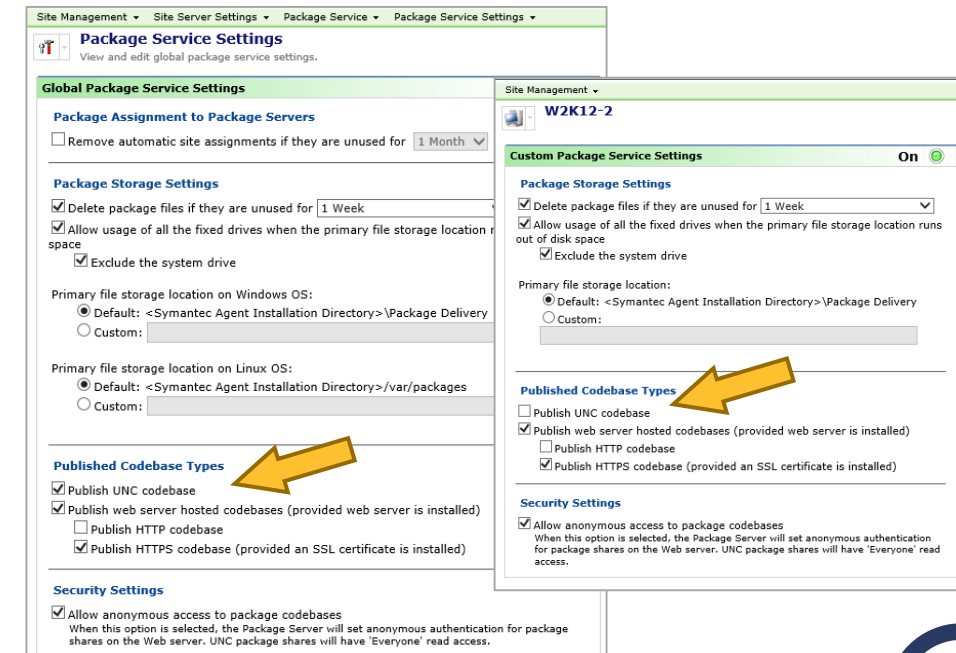 Site Management Site Server Settings Package Service Package Service Settings
Package Service Settings
View and edit global package service settings.
Global Package Service Settings
Package Assignment to Package Servers
Remove automatic site assignments if they are unused for 1 Month
Package Storage Settings
Delete package files if they are unused for 1 Week
Allow usage of all the fixed drives when the primary file storage location
space
Exclude the system drive
Primary file storage location on Windows OS:
Default: <Symantec Agent Installation Directory>\Package Delivery
Custom:
Primary file storage location on Linux OS:
Default: <Symantec Agent Installation Directory>/var/packages
Custom:
Published Codebase Types
Publish UNC codebase
Publish web server hosted codebases (provided web server is installed)
Publish HTTP codebase
Publish HTTPS codebase (provided an SSL certificate is installed)
Security Settings
Allow anonymous access to package codebases
When this option is selected, the Package Server will set anonymous authentication for package
shares on the Web server. UNC package shares will have 'Everyone' read access.
Site Management
W2K12-2
Custom Package Service Settings On
Package Storage Settings
Delete package files if they are unused for 1 Week
Allow usage of all the fixed drives when the primary file storage location runs
out of disk space
Exclude the system drive
Primary file storage location:
Default: <Symantec Agent Installation Directory>\Package Delivery
Custom:
Published Codebase Types
Publish UNC codebase
Publish web server hosted codebases (provided web server is installed)
Publish HTTP codebase
Publish HTTPS codebase (provided an SSL certificate is installed)
Security Settings
Allow anonymous access to package codebases
When this option is selected, the Package Server will set anonymous authentication
for package shares on the Web server. UNC package shares will have 'Everyone' read
access.